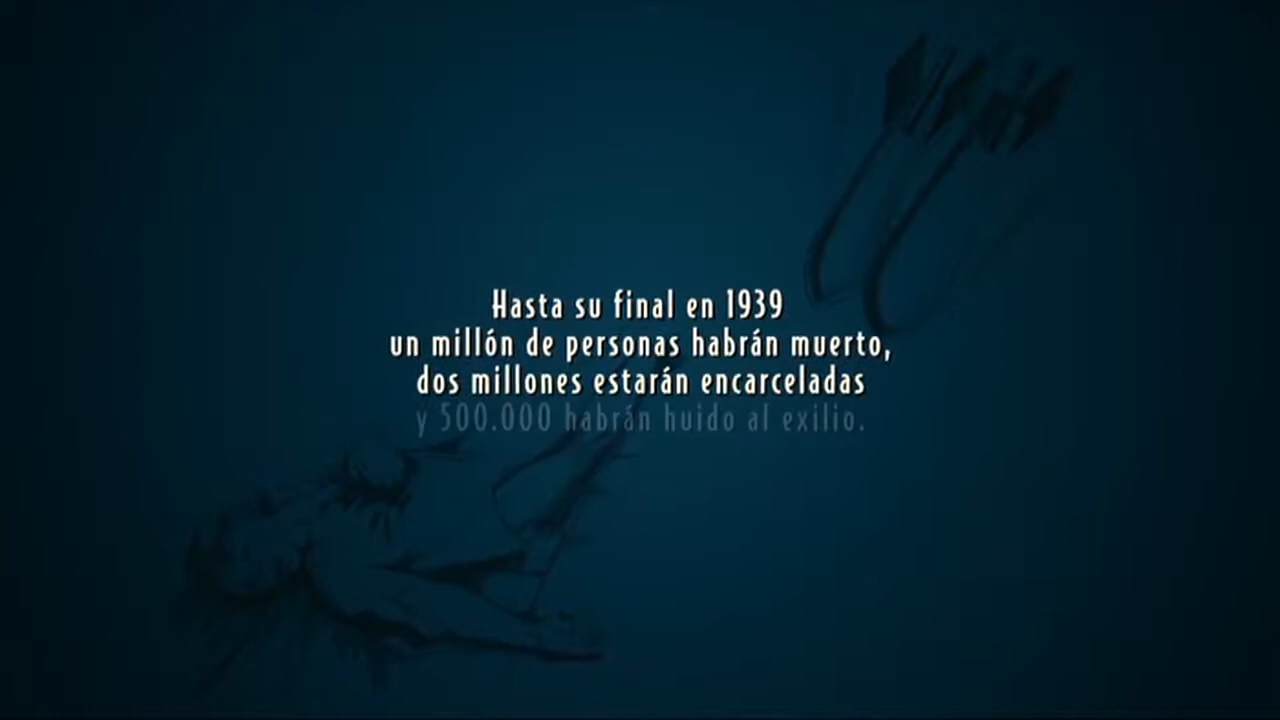 Hasta su final en 1939
un millón de personas habrán muerto,
dos millones estarán encarceladas
y 500.000 habrán huido al exilio.